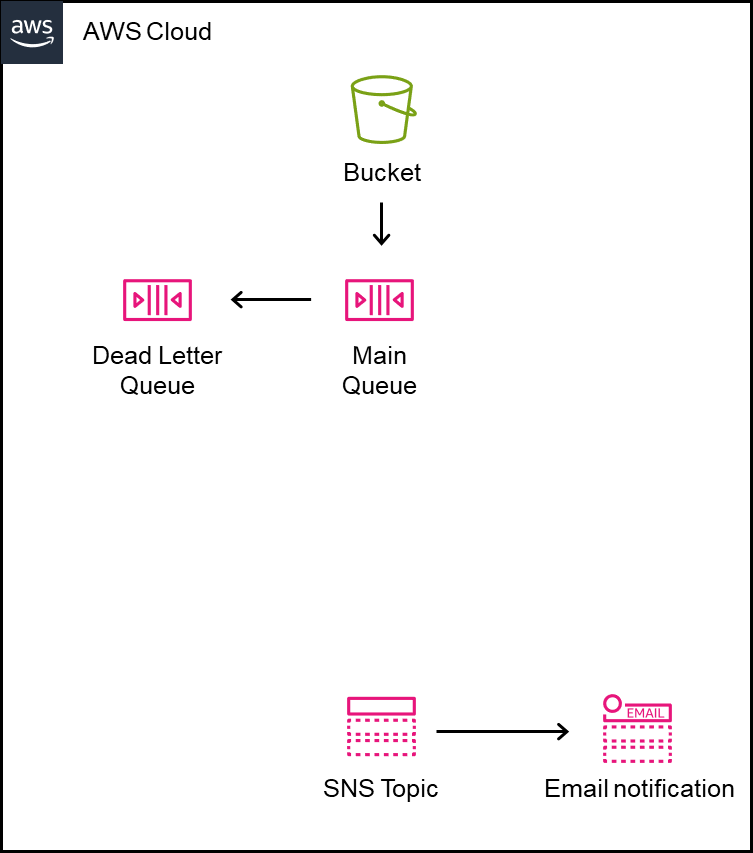 aws
AWS Cloud
Bucket
Dead Letter
Queue
Main
Queue
EMAIL
SNS Topic
Email notification